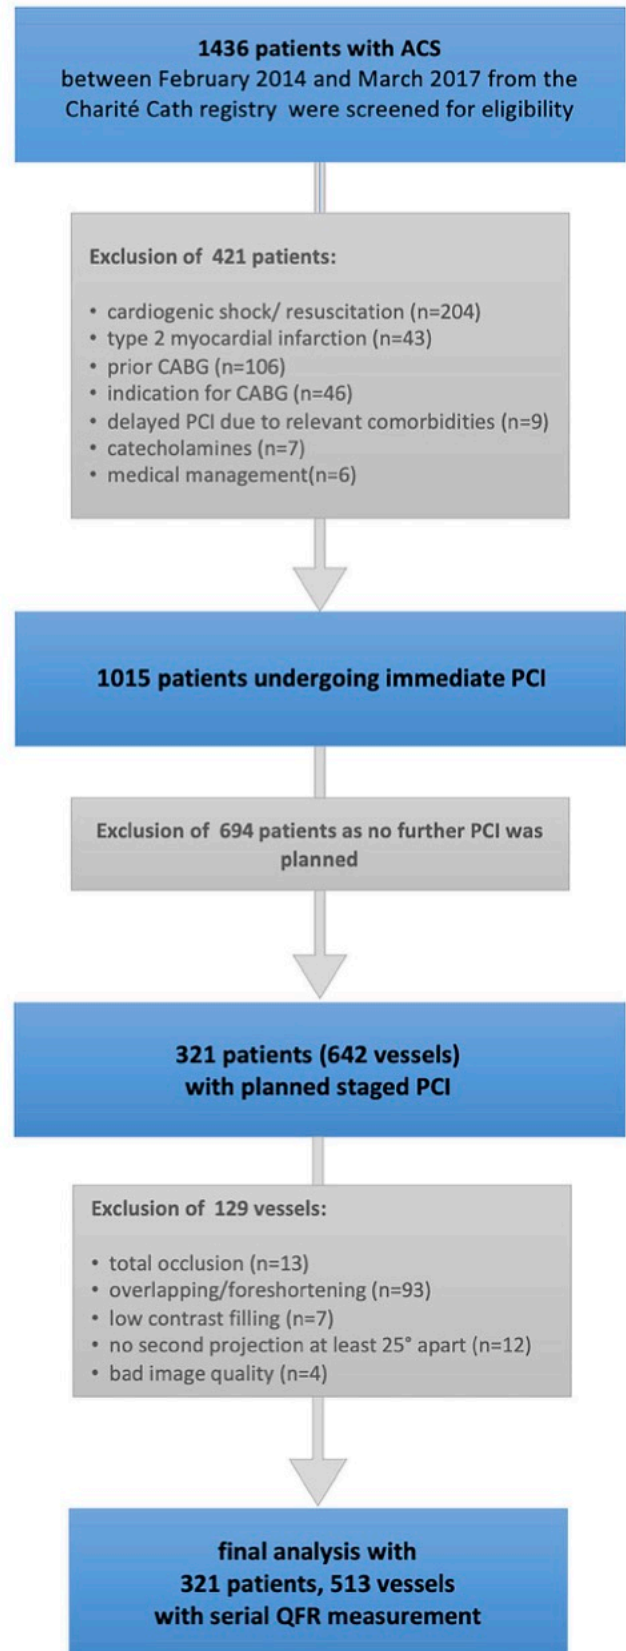 1436 patients with ACS
between February 2014 and March 2017 from the
Charité Cath registry were screened for eligibility
Exclusion of 421 patients:
• cardiogenic shock/ resuscitation (n=204)
• type 2 myocardial infarction (n=43)
• prior CABG (n=106)
• indication for CABG (n=46)
• delayed PCI due to relevant comorbidities (n=9)
• catecholamines (n=7)
• medical management(n=6)
1015 patients undergoing immediate PCI
Exclusion of 694 patients as no further PCI was
planned
321 patients (642 vessels)
with planned staged PCI
Exclusion of 129 vessels:
• total occlusion (n=13)
• overlapping/foreshortening (n=93)
• low contrast filling (n=7)
• no second projection at least 25° apart (n=12)
• bad image quality (n=4)
final analysis with
321 patients, 513 vessels
with serial QFR measurement